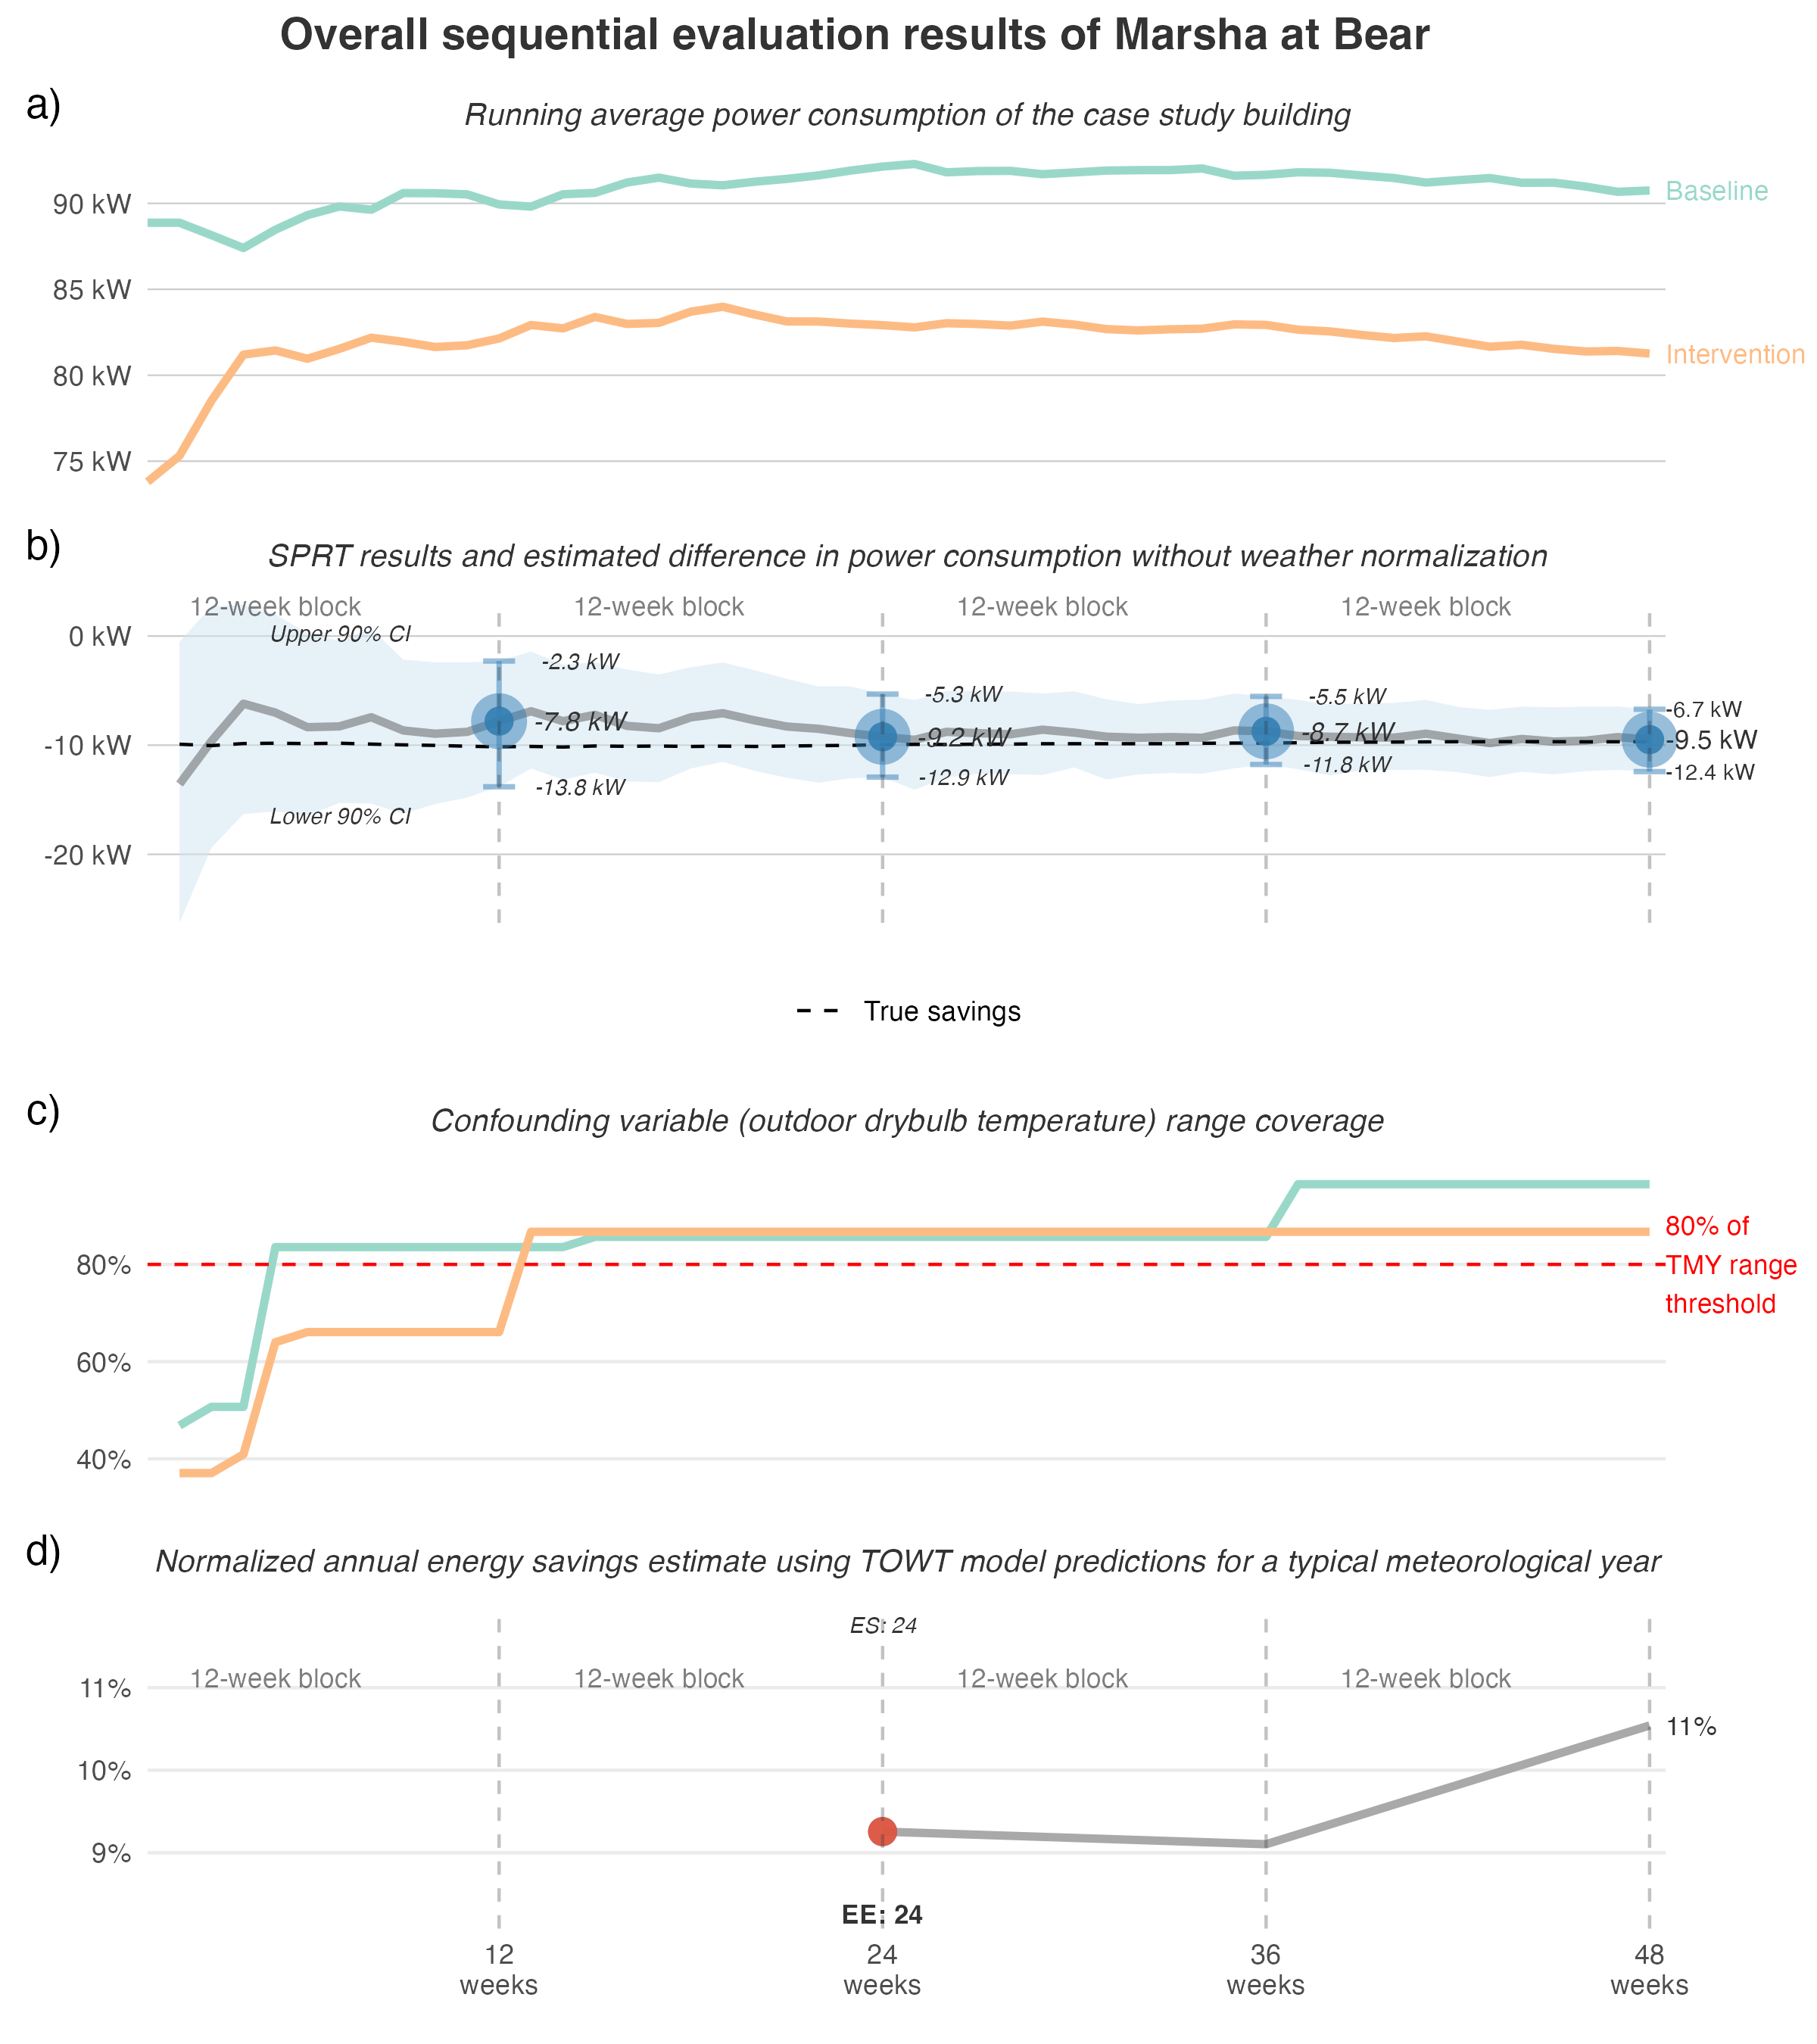 Overall sequential evaluation results of Marsha at Bear
a)
Running average power consumption of the case study building
90 kW
85 kW
80 kW
75 kW
Baseline
Intervention
b)
SPRT results and estimated difference in power consumption without weather normalization
12-week block
12-week block
12-week block
12-week block
0 kW
-10 kW
-20 kW
Upper 90% CI
Lower 90% CI
-2.3 kW
-7.8 kW
-13.8 kW
-5.3 kW
-9.2 kW
-12.9 kW
-5.5 kW
-8.7 kW
-11.8 kW
-6.7 kW
-9.5 kW
-12.4 kW
True savings
c)
Confounding variable (outdoor drybulb temperature) range coverage
80%
60%
40%
80% of
TMY range
threshold
d)
Normalized annual energy savings estimate using TOWT model predictions for a typical meteorological year
ES: 24
12-week block
12-week block
12-week block
12-week block
11%
10%
9%
11%
EE: 24
12
weeks
24
weeks
36
weeks
48
weeks